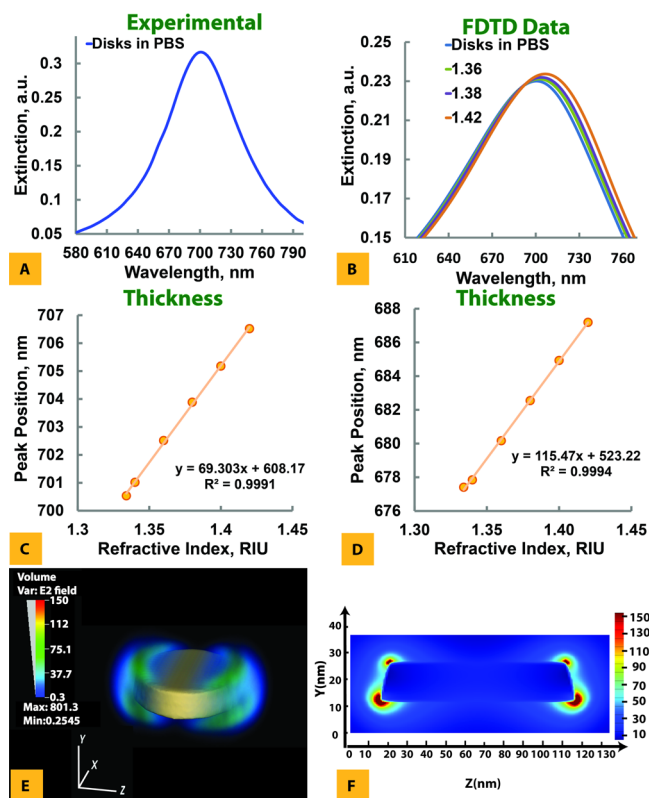 Experimental
Disks in PBS
Extinction, a.u.
0.3
0.25
0.2
0.15
0.1
0.05
580 610 640 670 700 730 760 790
Wavelength, nm
A
FDTD Data
Disks in PBS
1.36
1.38
1.42
Extinction, a.u.
0.25
0.23
0.21
0.19
0.17
0.15
610 640 670 700 730 760
Wavelength, nm
B
Thickness
Peak Position, nm
707
706
705
704
703
702
701
700
y = 69.303x + 608.17
R² = 0.9991
1.3 1.35 1.4 1.45
Refractive Index, RIU
C
Thickness
Peak Position, nm
688
686
684
682
680
678
676
y = 115.47x + 523.22
R² = 0.9994
1.30 1.35 1.40 1.45
Refractive Index, RIU
D
Volume
Var: E2 field
150
112
75.1
37.7
0.3
Max: 801.3
Min:0.2545
Y
X
Z
E
Y(nm)
40
30
20
10
0
0 10 20 30 40 50 60 70 80 90 100 110 120 130
Z(nm)
150
130
110
90
70
50
30
10
F